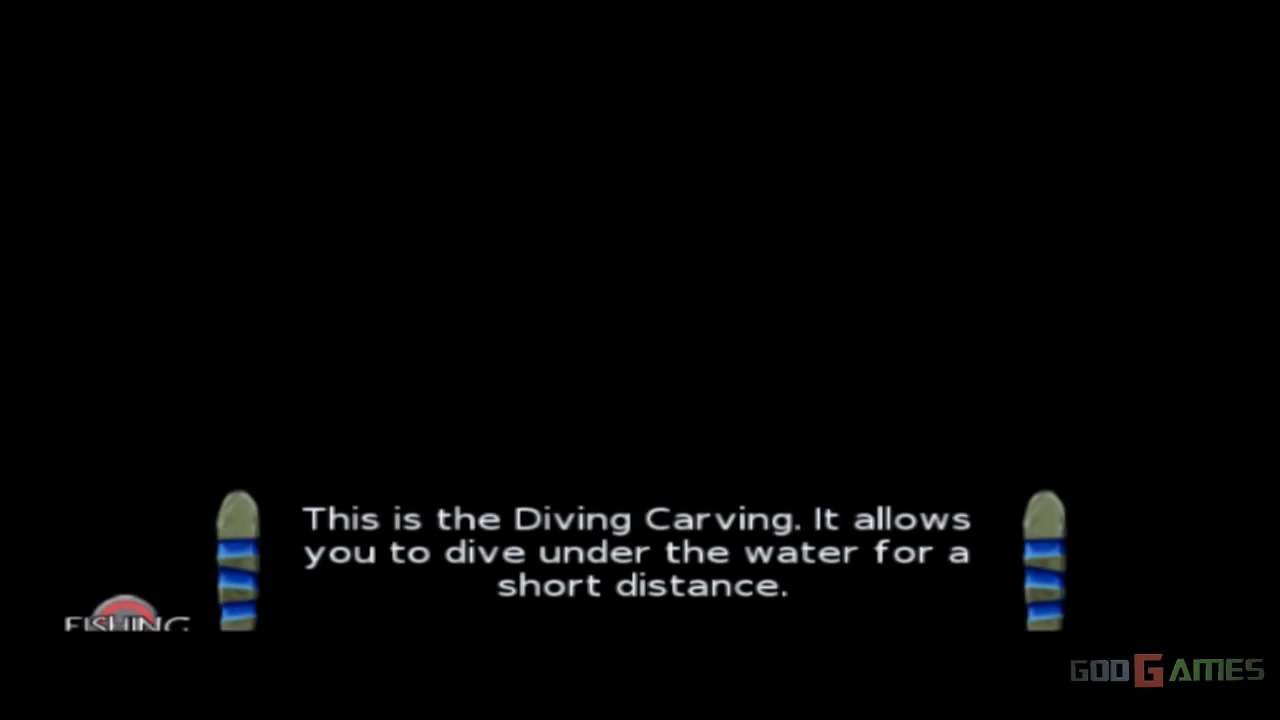 This is the Diving Carving. It allows
you to dive under the water for a
short distance.
FISHING
GODGAMES